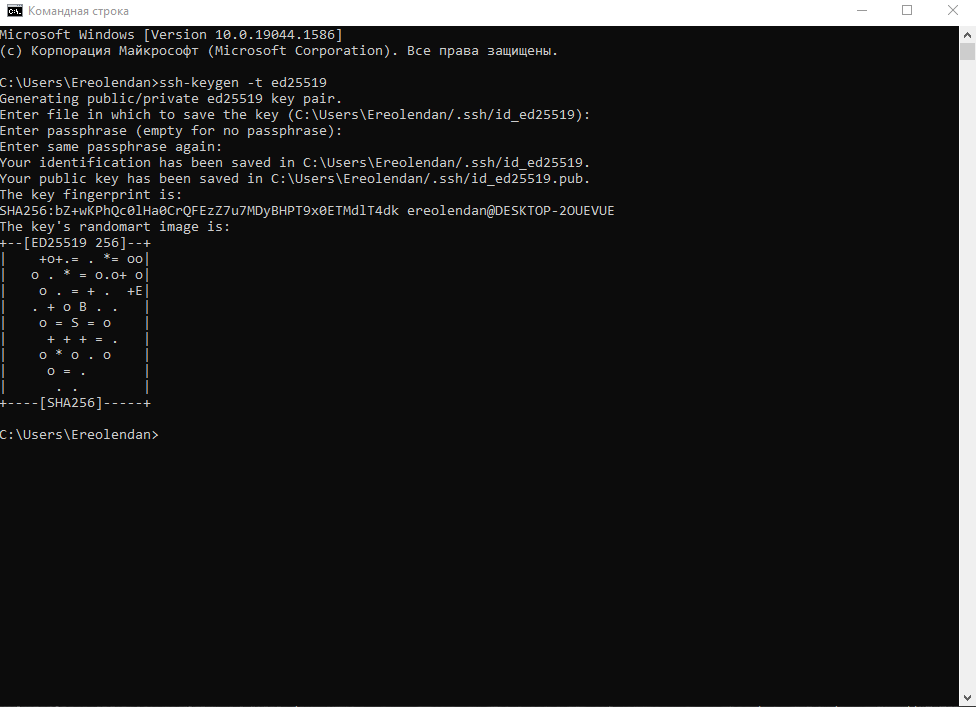 Командная строка
Microsoft Windows [Version 10.0.19044.1586]
(c) Корпорация Майкрософт (Microsoft Corporation). Все права защищены.
C:\Users\Ereolendan>ssh-keygen -t ed25519
Generating public/private ed25519 key pair.
Enter file in which to save the key (C:\Users\Ereolendan/.ssh/id_ed25519):
Enter passphrase (empty for no passphrase):
Enter same passphrase again:
Your identification has been saved in C:\Users\Ereolendan/.ssh/id_ed25519.
Your public key has been saved in C:\Users\Ereolendan/.ssh/id_ed25519.pub.
The key fingerprint is:
SHA256:bZ+wKPhQc0lHa0CrQFEzZ7u7MDyBHPT9x0ETMdlT4dk ereolendan@DESKTOP-2OUEVUE
The key's randomart image is:
+--[ED25519 256]--+
|    +o+.= . *= oo|
|   o . * = o.o+ o|
|    o . = + .  +E|
|   . + o B . .   |
|    o = S = o    |
|     + + + = .   |
|    o * o . o    |
|     o = .       |
|      . .        |
+----[SHA256]-----+
C:\Users\Ereolendan>